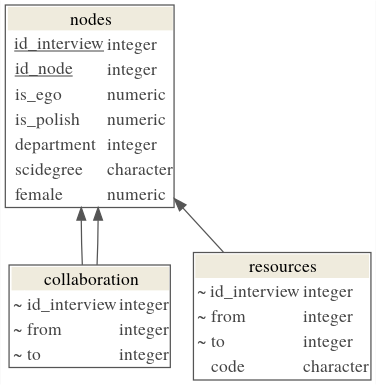 nodes
id_interview integer
id_node integer
is_ego numeric
is_polish numeric
department integer
scidegree character
female numeric
collaboration
~ id_interview integer
~ from integer
~ to integer
resources
~ id_interview integer
~ from integer
~ to integer
code character